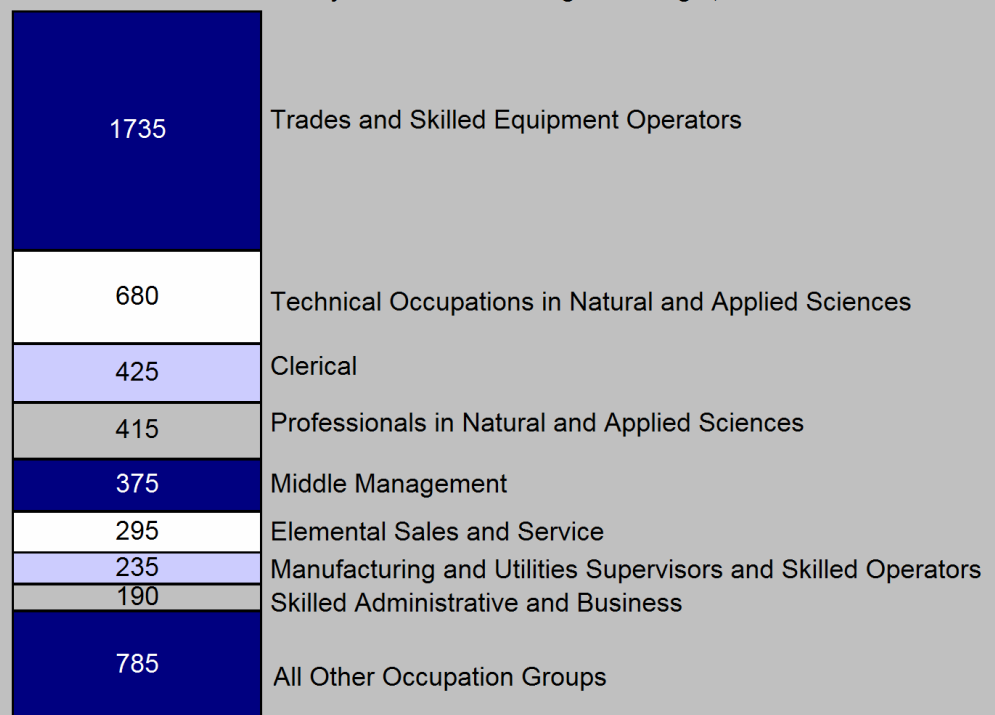 1735 Trades and Skilled Equipment Operators
680 Technical Occupations in Natural and Applied Sciences
425 Clerical
415 Professionals in Natural and Applied Sciences
375 Middle Management
295 Elemental Sales and Service
235 Manufacturing and Utilities Supervisors and Skilled Operators
190 Skilled Administrative and Business
785 All Other Occupation Groups